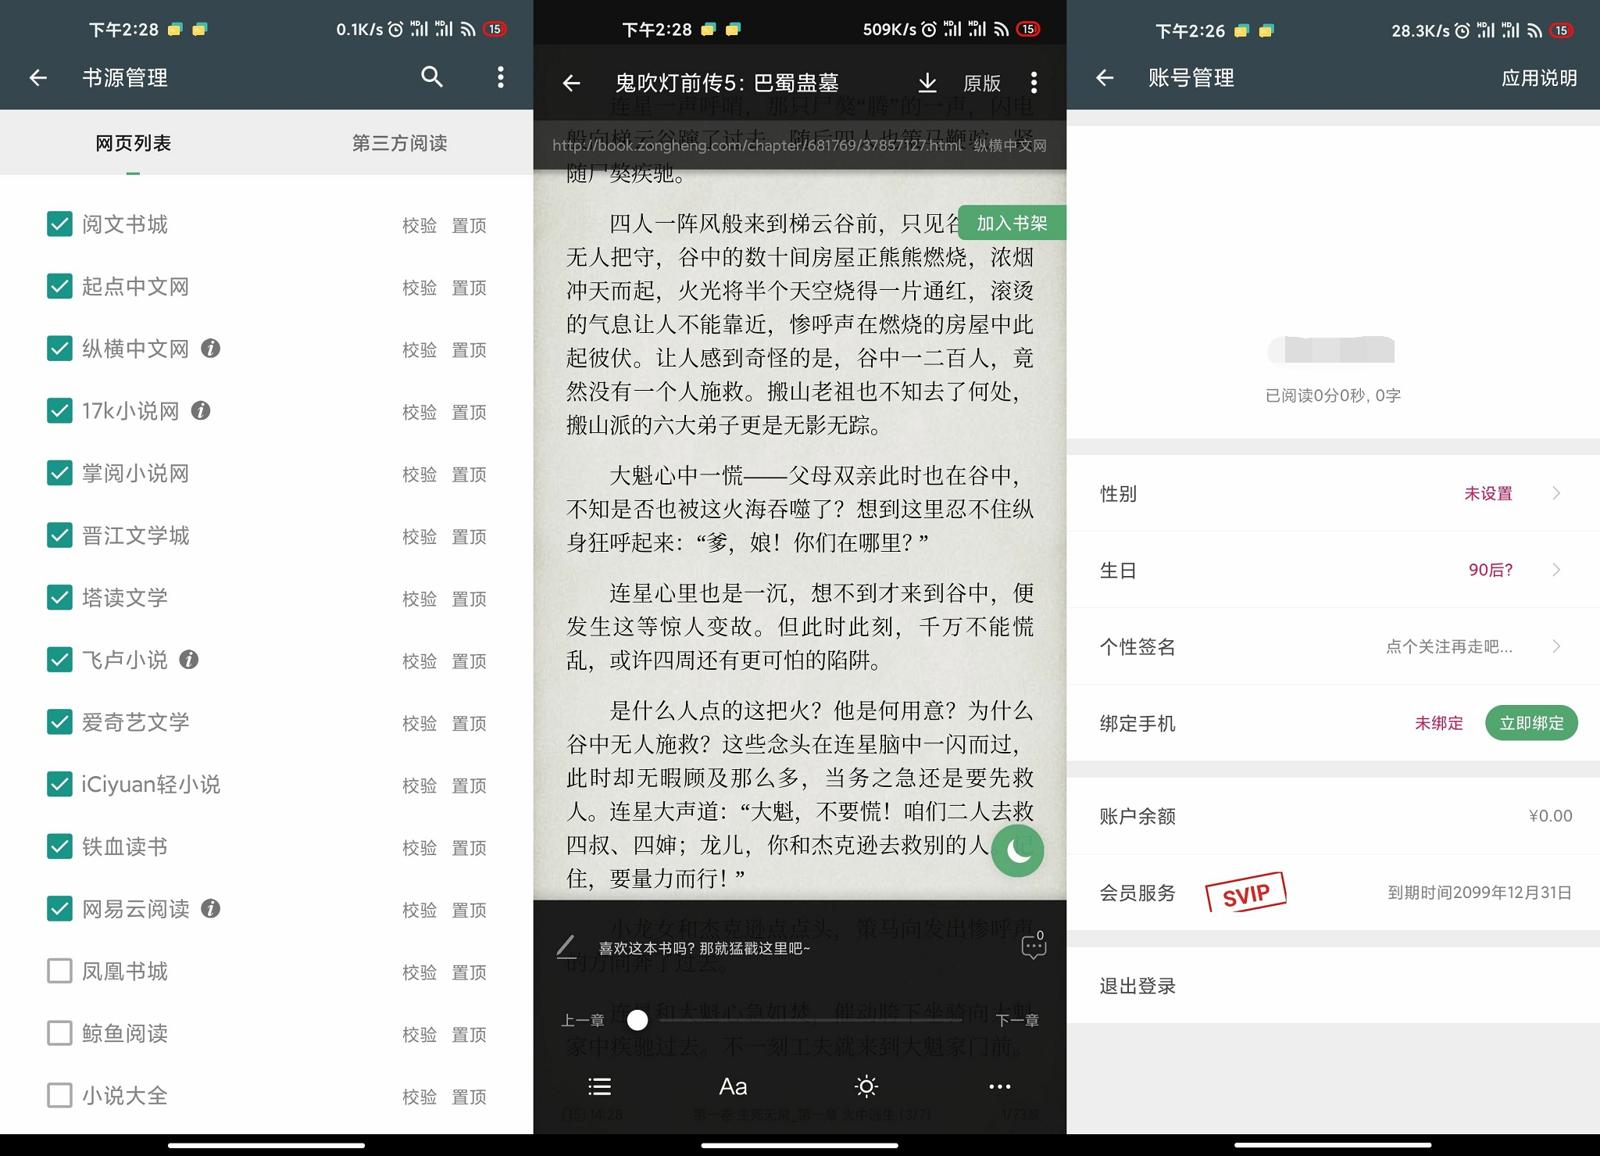 下午2:28
0.1K/s
15
书源管理
网页列表
第三方阅读
阅文书城 校验 置顶
起点中文网 校验 置顶
纵横中文网 校验 置顶
17k小说网 校验 置顶
掌阅小说网 校验 置顶
晋江文学城 校验 置顶
塔读文学 校验 置顶
飞卢小说 校验 置顶
爱奇艺文学 校验 置顶
iCiyuan轻小说 校验 置顶
铁血读书 校验 置顶
网易云阅读 校验 置顶
凤凰书城 校验 置顶
鲸鱼阅读 校验 置顶
小说大全 校验 置顶
下午2:28
509K/s
15
鬼吹灯前传5：巴蜀蛊墓
原版
连星一声呼哨，那只尸獒“腾”的一声，闪电
般向梯云谷蹿了过去。随后四人也策马鞭驼，紧
http://book.zongheng.com/chapter/681769/37857127.html 纵横中文网
随尸獒疾驰。
四人一阵风般来到梯云谷前，只见谷
加入书架
无人把守，谷中的数十间房屋正熊熊燃烧，浓烟
冲天而起，火光将半个天空烧得一片通红，滚烫
的气息让人不能靠近，惨呼声在燃烧的房屋中此
起彼伏。让人感到奇怪的是，谷中一二百人，竟
然没有一个人施救。搬山老祖也不知去了何处，
搬山派的六大弟子更是无影无踪。
大魁心中一慌——父母双亲此时也在谷中，
不知是否也被这火海吞噬了？想到这里忍不住纵
身狂呼起来：“爹，娘！你们在哪里？”
连星心里也是一沉，想不到才来到谷中，便
发生这等惊人变故。但此时此刻，千万不能慌
乱，或许四周还有更可怕的陷阱。
是什么人点的这把火？他是何用意？为什么
谷中无人施救？这些念头在连星脑中一闪而过，
此时却无暇顾及那么多，当务之急还是要先救
人。连星大声道：“大魁，不要慌！咱们二人去救
四叔、四婶；龙儿，你和杰克逊去救别的人。记
住，要量力而行！”
小龙女和杰克逊点点头，策马向发出惨呼声
喜欢这本书吗？那就猛戳这里吧~
0
的方向奔了过去。
连星和大魁心急如焚，催动胯下坐骑向大魁
上一章
下一章
家中疾驰过去。不一刻工夫就来到大魁家门前。
Aa
14:28
第一章 火中逃生 (3/7)
下午2:26
28.3K/s
15
账号管理
应用说明
已阅读0分0秒, 0字
性别 未设置
生日 90后?
个性签名 点个关注再走吧...
绑定手机 未绑定 立即绑定
账户余额 ¥0.00
会员服务 SVIP 到期时间2099年12月31日
退出登录